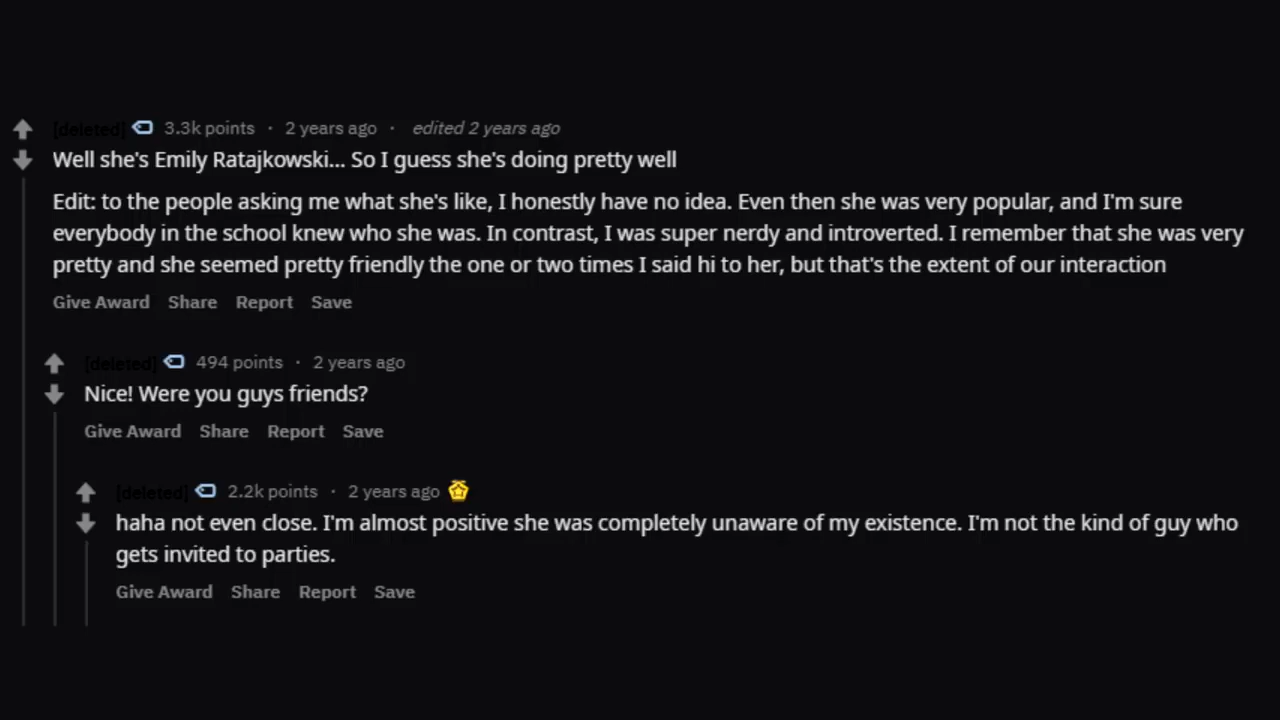 [deleted] 3.3k points · 2 years ago · edited 2 years ago
Well she's Emily Ratajkowski... So I guess she's doing pretty well
Edit: to the people asking me what she's like, I honestly have no idea. Even then she was very popular, and I'm sure
everybody in the school knew who she was. In contrast, I was super nerdy and introverted. I remember that she was very
pretty and she seemed pretty friendly the one or two times I said hi to her, but that's the extent of our interaction
Give Award Share Report Save
[deleted] 494 points · 2 years ago
Nice! Were you guys friends?
Give Award Share Report Save
[deleted] 2.2k points · 2 years ago
haha not even close. I'm almost positive she was completely unaware of my existence. I'm not the kind of guy who
gets invited to parties.
Give Award Share Report Save